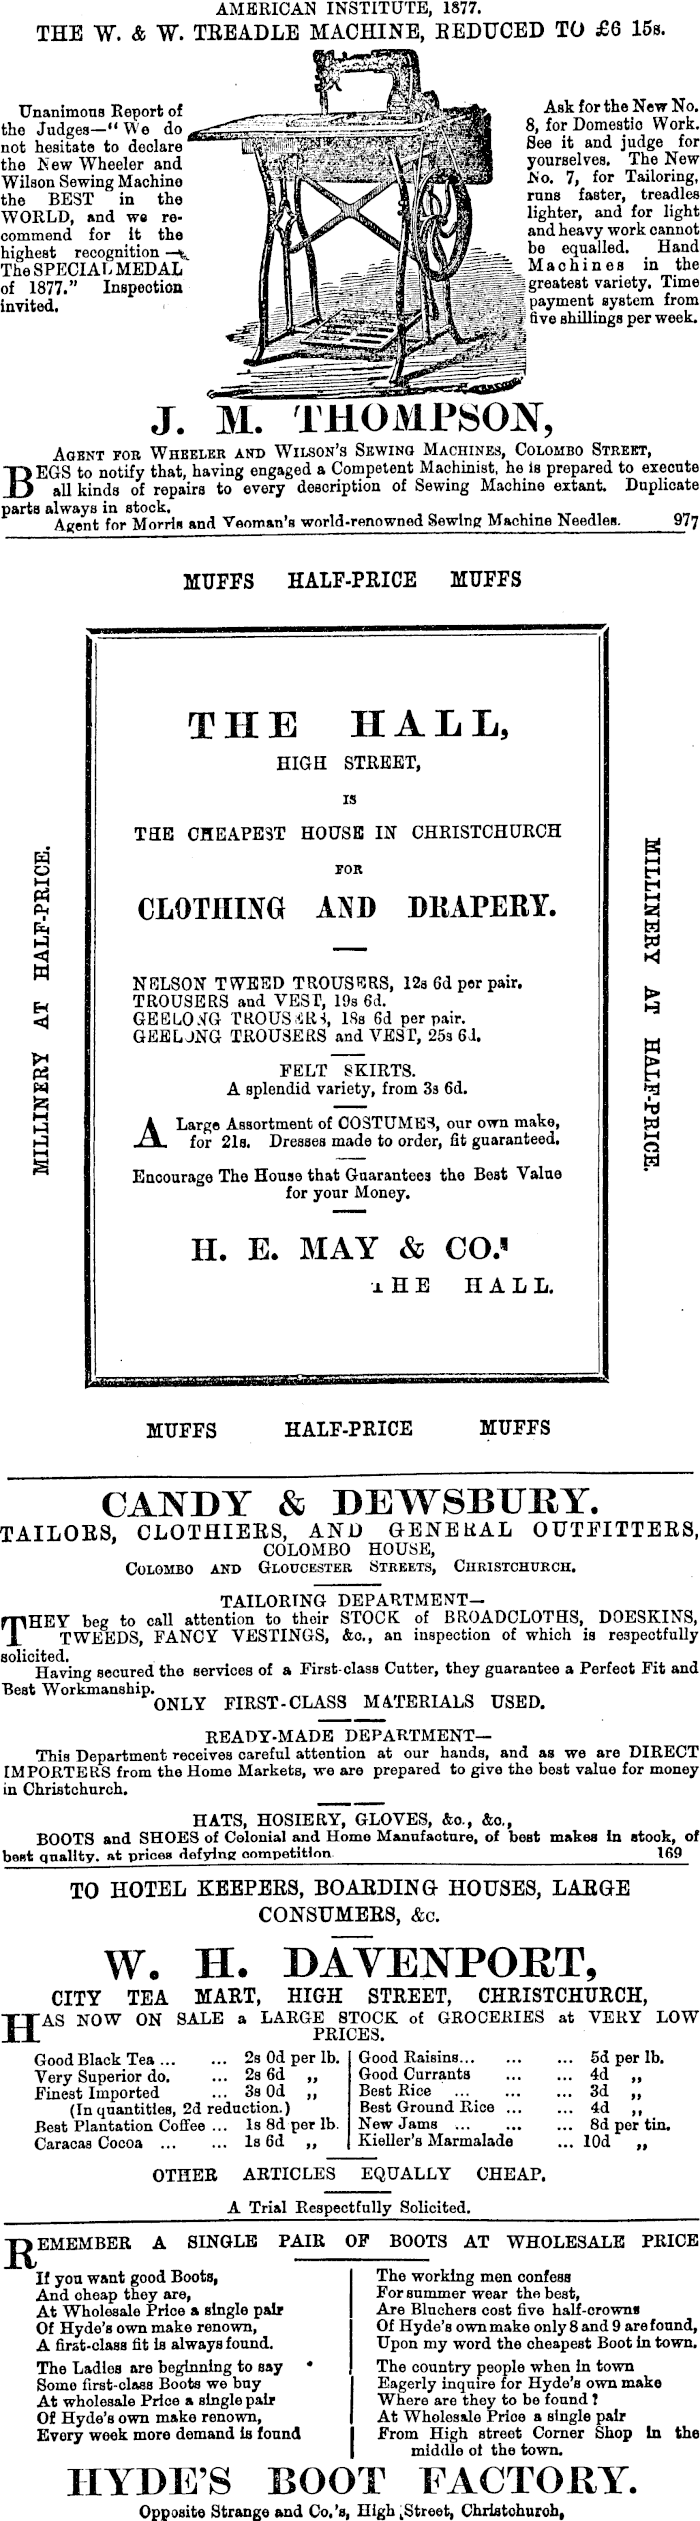 AMERICAN INSTITUTE, 1877.
THE W. & W. TREADLE MACHINE, REDUCED TO £6 15s.
Unanimous Report of
the Judges—"We do
not hesitate to declare
the New Wheeler and
Wilson Sewing Machine
the BEST in the
WORLD, and we re-
commend for it the
highest recognition—
The SPECIAL MEDAL
of 1877." Inspection
invited.
Ask for the New No.
8, for Domestic Work.
See it and judge for
yourselves. The New
No. 7, for Tailoring,
runs faster, treadles
lighter, and for light
and heavy work cannot
be equalled. Hand
Machines in the
greatest variety. Time
payment system from
five shillings per week.
J. M. THOMPSON,
AGENT FOR WHEELER AND WILSON'S SEWING MACHINES, COLOMBO STREET,
BEGS to notify that, having engaged a Competent Machinist, he is prepared to execute
all kinds of repairs to every description of Sewing Machine extant. Duplicate
parts always in stock.
Agent for Morris and Yeoman's world-renowned Sewing Machine Needles. 977
MUFFS HALF-PRICE MUFFS
MILLINERY AT HALF-PRICE.
THE HALL,
HIGH STREET,
IS
THE CHEAPEST HOUSE IN CHRISTCHURCH
FOR
CLOTHING AND DRAPERY.
NELSON TWEED TROUSERS, 12s 6d per pair.
TROUSERS and VEST, 19s 6d.
GEELONG TROUSERS, 18s 6d per pair.
GEELONG TROUSERS and VEST, 25s 6d.
FELT SKIRTS.
A splendid variety, from 3s 6d.
A Large Assortment of COSTUMES, our own make,
for 21s. Dresses made to order, fit guaranteed.
Encourage The House that Guarantees the Best Value
for your Money.
H. E. MAY & CO.,
THE HALL.
MILLINERY AT HALF-PRICE.
MUFFS HALF-PRICE MUFFS
CANDY & DEWSBURY.
TAILORS, CLOTHIERS, AND GENERAL OUTFITTERS,
COLOMBO HOUSE,
COLOMBO AND GLOUCESTER STREETS, CHRISTCHURCH.
TAILORING DEPARTMENT—
THEY beg to call attention to their STOCK of BROADCLOTHS, DOESKINS,
TWEEDS, FANCY VESTINGS, &c., an inspection of which is respectfully
solicited.
Having secured the services of a First-class Cutter, they guarantee a Perfect Fit and
Best Workmanship.
ONLY FIRST-CLASS MATERIALS USED.
READY-MADE DEPARTMENT—
This Department receives careful attention at our hands, and as we are DIRECT
IMPORTERS from the Home Markets, we are prepared to give the best value for money
in Christchurch.
HATS, HOSIERY, GLOVES, &c., &c.,
BOOTS and SHOES of Colonial and Home Manufacture, of best makes in stock, of
best quality. at prices defying competition. 169
TO HOTEL KEEPERS, BOARDING HOUSES, LARGE
CONSUMERS, &c.
W. H. DAVENPORT,
CITY TEA MART, HIGH STREET, CHRISTCHURCH,
HAS NOW ON SALE a LARGE STOCK of GROCERIES at VERY LOW
PRICES.
Good Black Tea ... ... 2s 0d per lb.
Very Superior do. ... 2s 6d „
Finest Imported ... 3s 0d „
(In quantities, 2d reduction.)
Best Plantation Coffee ... 1s 8d per lb.
Caracas Cocoa ... ... 1s 6d „
Good Raisins... ... ... 5d per lb.
Good Currants ... ... 4d „
Best Rice ... ... ... 3d „
Best Ground Rice ... ... 4d „
New Jams ... ... ... 8d per tin.
Kieller's Marmalade ... 10d „
OTHER ARTICLES EQUALLY CHEAP.
A Trial Respectfully Solicited.
REMEMBER A SINGLE PAIR OF BOOTS AT WHOLESALE PRICE
If you want good Boots,
And cheap they are,
At Wholesale Price a single pair
Of Hyde's own make renown,
A first-class fit is always found.
The Ladies are beginning to say
Some first-class Boots we buy
At wholesale Price a single pair
Of Hyde's own make renown,
Every week more demand is found
The working men confess
For summer wear the best,
Are Bluchers cost five half-crowns
Of Hyde's own make only 8 and 9 are found,
Upon my word the cheapest Boot in town.
The country people when in town
Eagerly inquire for Hyde's own make
Where are they to be found?
At Wholesale Price a single pair
From High street Corner Shop in the
middle of the town.
HYDE'S BOOT FACTORY.
Opposite Strange and Co.'s, High Street, Christchurch,